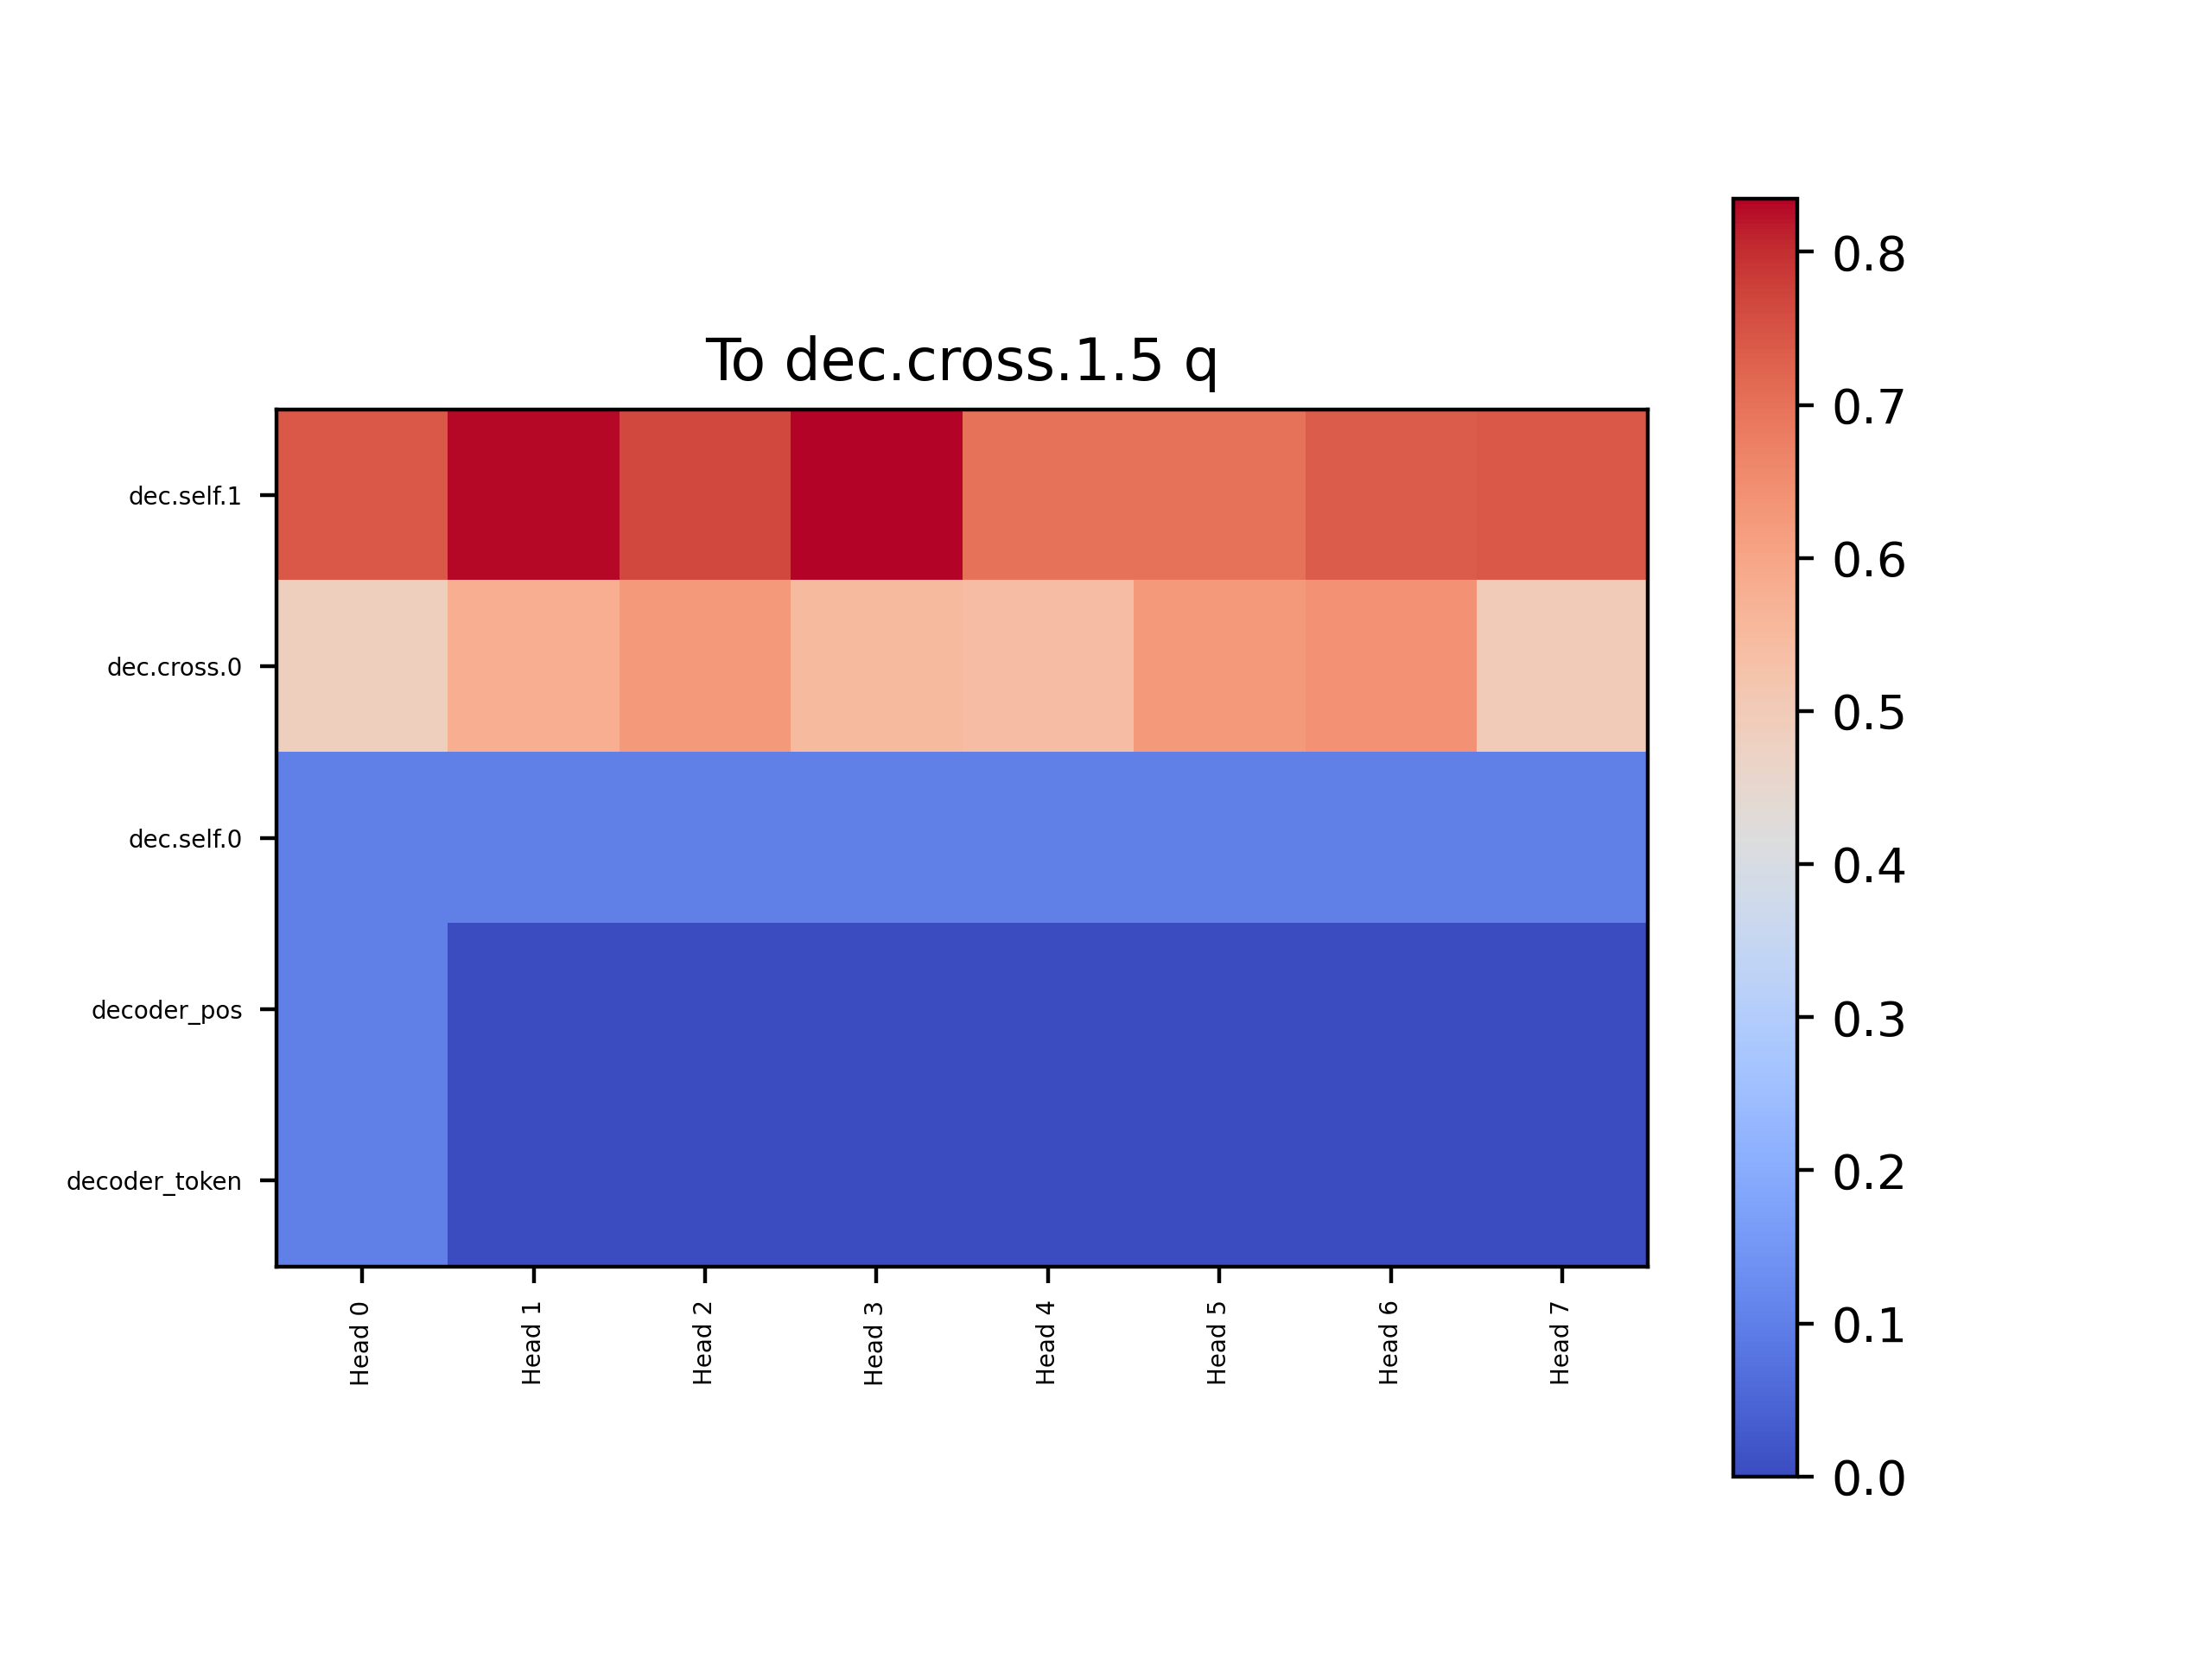 To dec.cross.1.5 q
dec.self.1
dec.cross.0
dec.self.0
decoder_pos
decoder_token
Head 0
Head 1
Head 2
Head 3
Head 4
Head 5
Head 6
Head 7
0.8
0.7
0.6
0.5
0.4
0.3
0.2
0.1
0.0